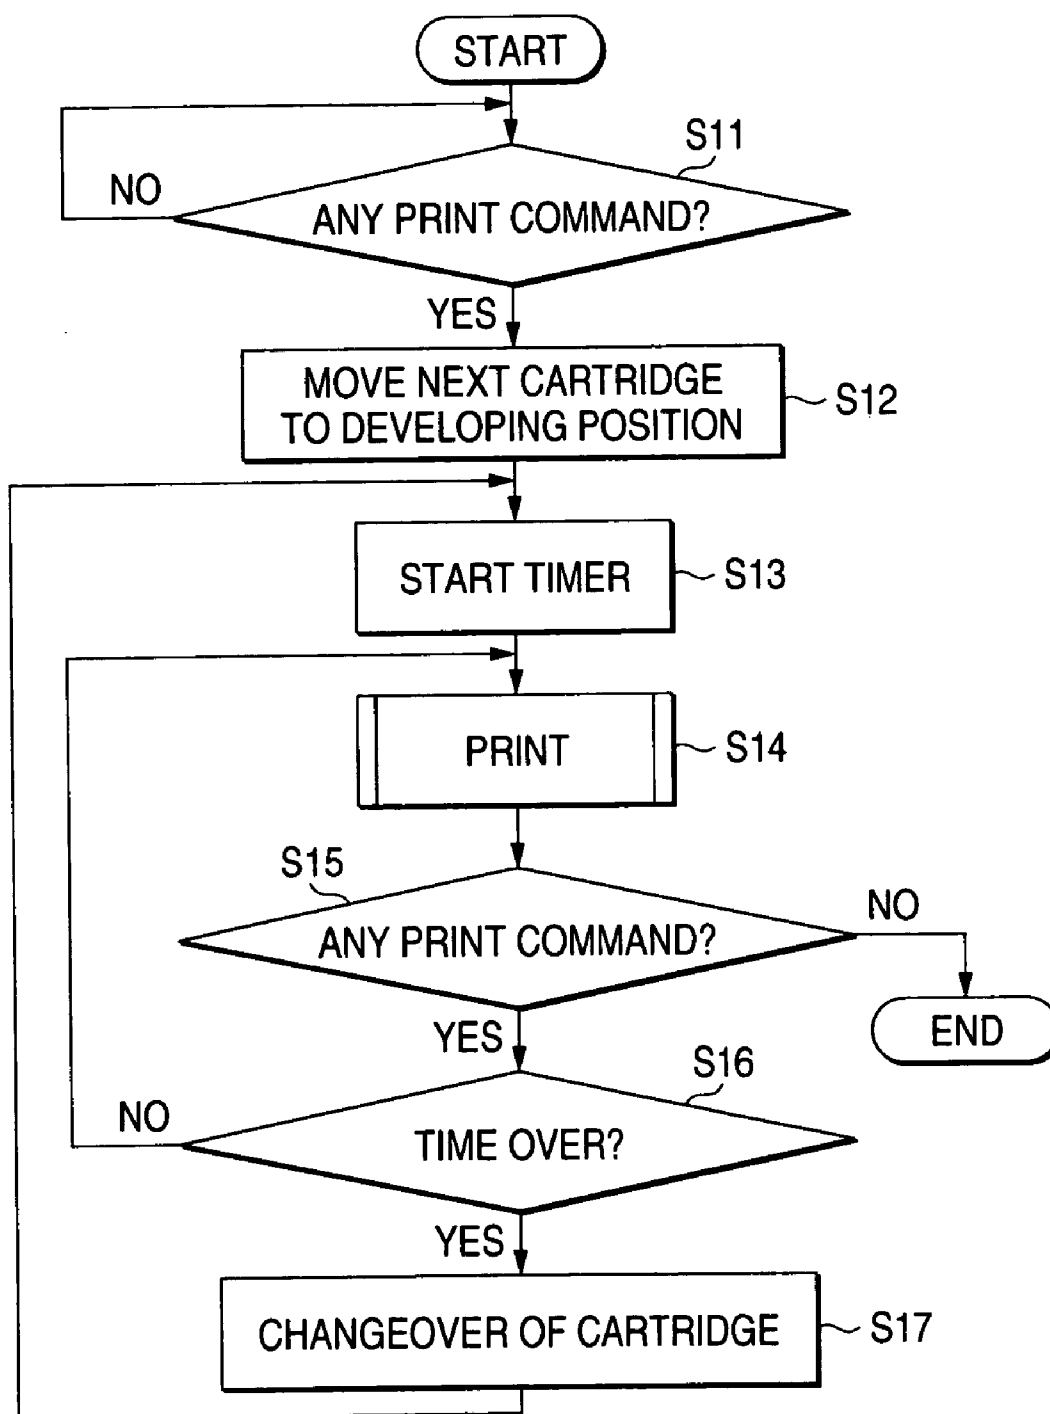 START
S11
NO
ANY PRINT COMMAND?
YES
MOVE NEXT CARTRIDGE
TO DEVELOPING POSITION
S12
START TIMER
S13
PRINT
S14
S15
ANY PRINT COMMAND?
NO
YES
END
S16
NO
TIME OVER?
YES
CHANGEOVER OF CARTRIDGE
S17